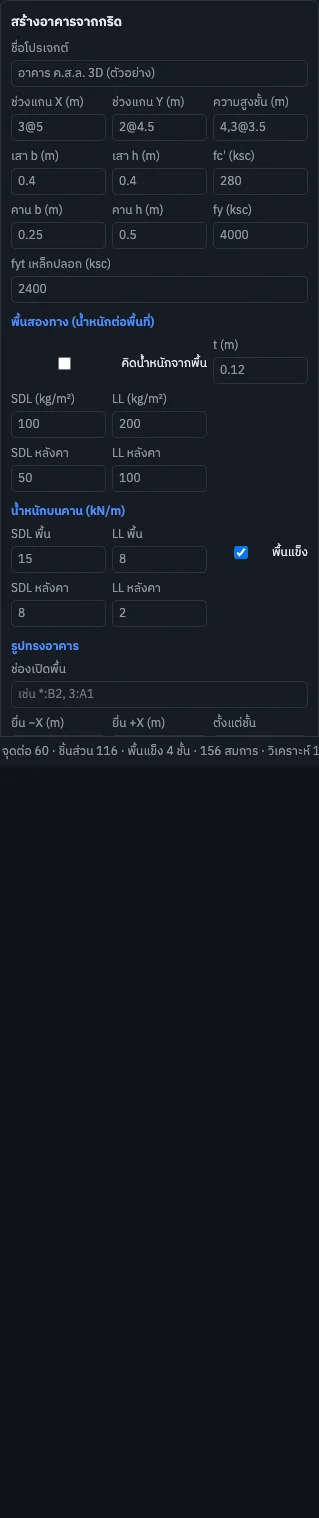 สร้างอาคารจากกริด
ชื่อโปรเจกต์
อาคาร ค.ส.ล. 3D (ตัวอย่าง)
ช่วงแกน X (m) ช่วงแกน Y (m) ความสูงชั้น (m)
3@5 2@4.5 4,3@3.5
เสา b (m) เสา h (m) fc' (ksc)
0.4 0.4 280
คาน b (m) คาน h (m) fy (ksc)
0.25 0.5 4000
fyt เหล็กปลอก (ksc)
2400
พื้นสองทาง (น้ำหนักต่อพื้นที่)
t (m)
คิดน้ำหนักจากพื้น 0.12
SDL (kg/m²) LL (kg/m²)
100 200
SDL หลังคา LL หลังคา
50 100
น้ำหนักบนคาน (kN/m)
SDL พื้น LL พื้น
15 8 พื้นแข็ง
SDL หลังคา LL หลังคา
8 2
รูปทรงอาคาร
ช่องเปิดพื้น
เช่น *:B2, 3:A1
ยื่น −X (m) ยื่น +X (m) ตั้งแต่ชั้น
จุดต่อ 60 · ชิ้นส่วน 116 · พื้นแข็ง 4 ชั้น · 156 สมการ · วิเคราะห์ 1